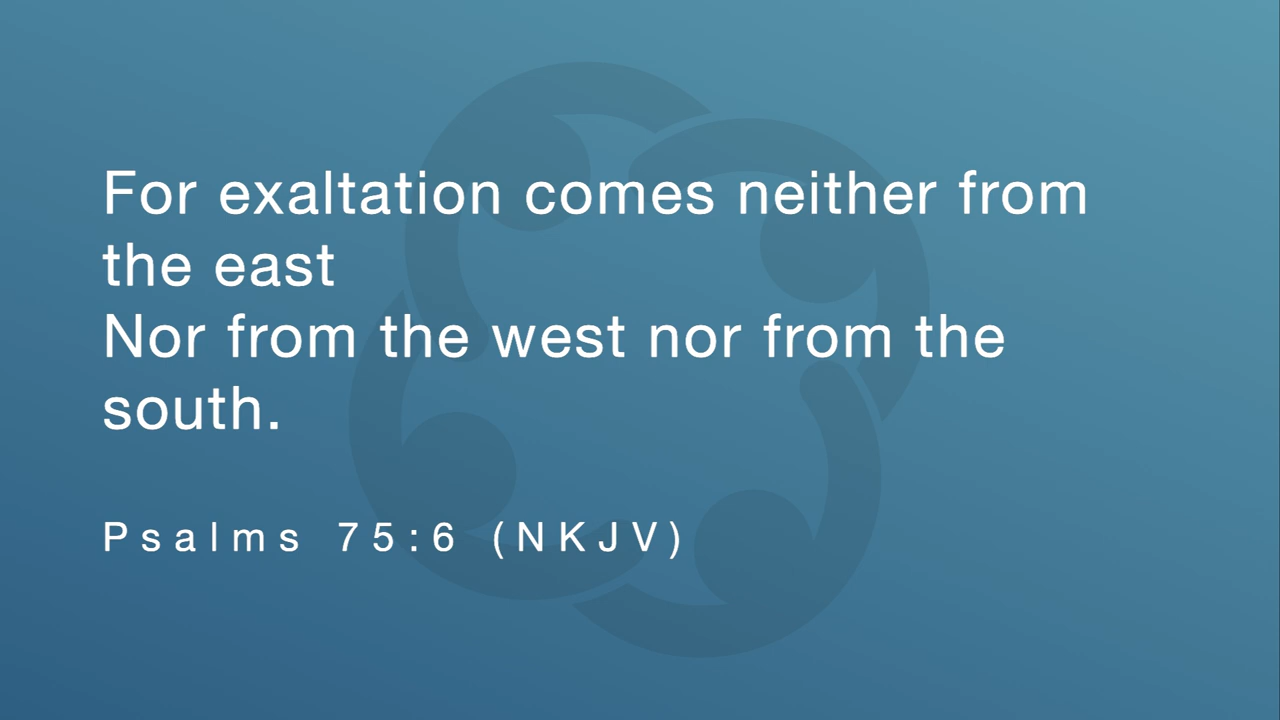 For exaltation comes neither from
the east
Nor from the west nor from the
south.
Psalms 75:6 (NKJV)